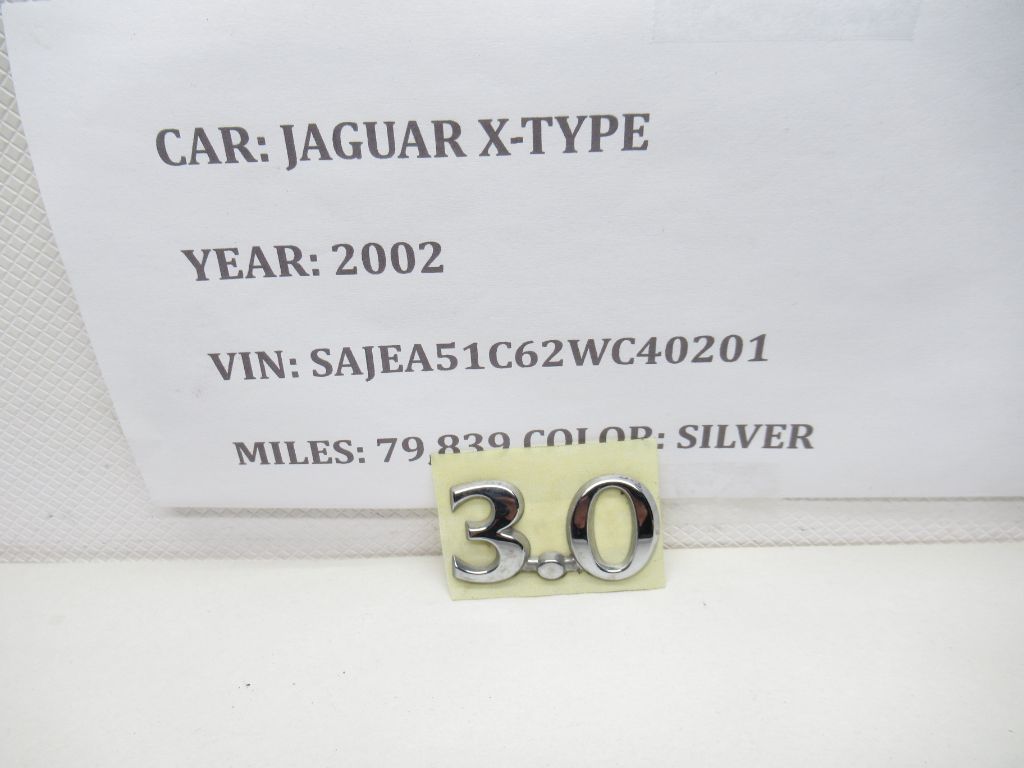 CAR: JAGUAR X-TYPE
YEAR: 2002
VIN: SAJEA51C62WC40201
MILES: 79,839 COLOR: SILVER
3.0